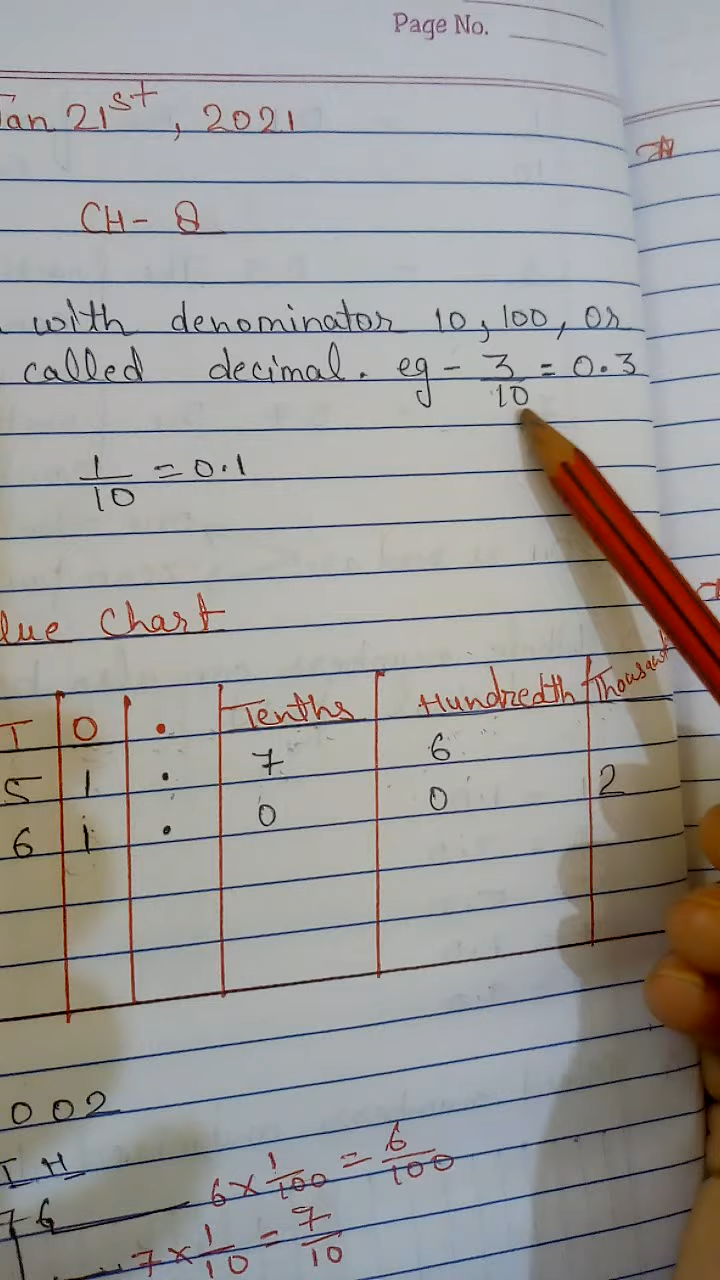 Page No.
Jan 21st, 2021
CH- 8
with denominator 10, 100, or
called decimal. eg - 3/10 = 0.3
1/10 = 0.1
lue Chart
T O . Tenths Hundredth Thousant
5 1 . 7 6
6 1 . 0 0 2
002
T H
76 6 × 1/100 = 6/100
7 × 1/10 = 7/10